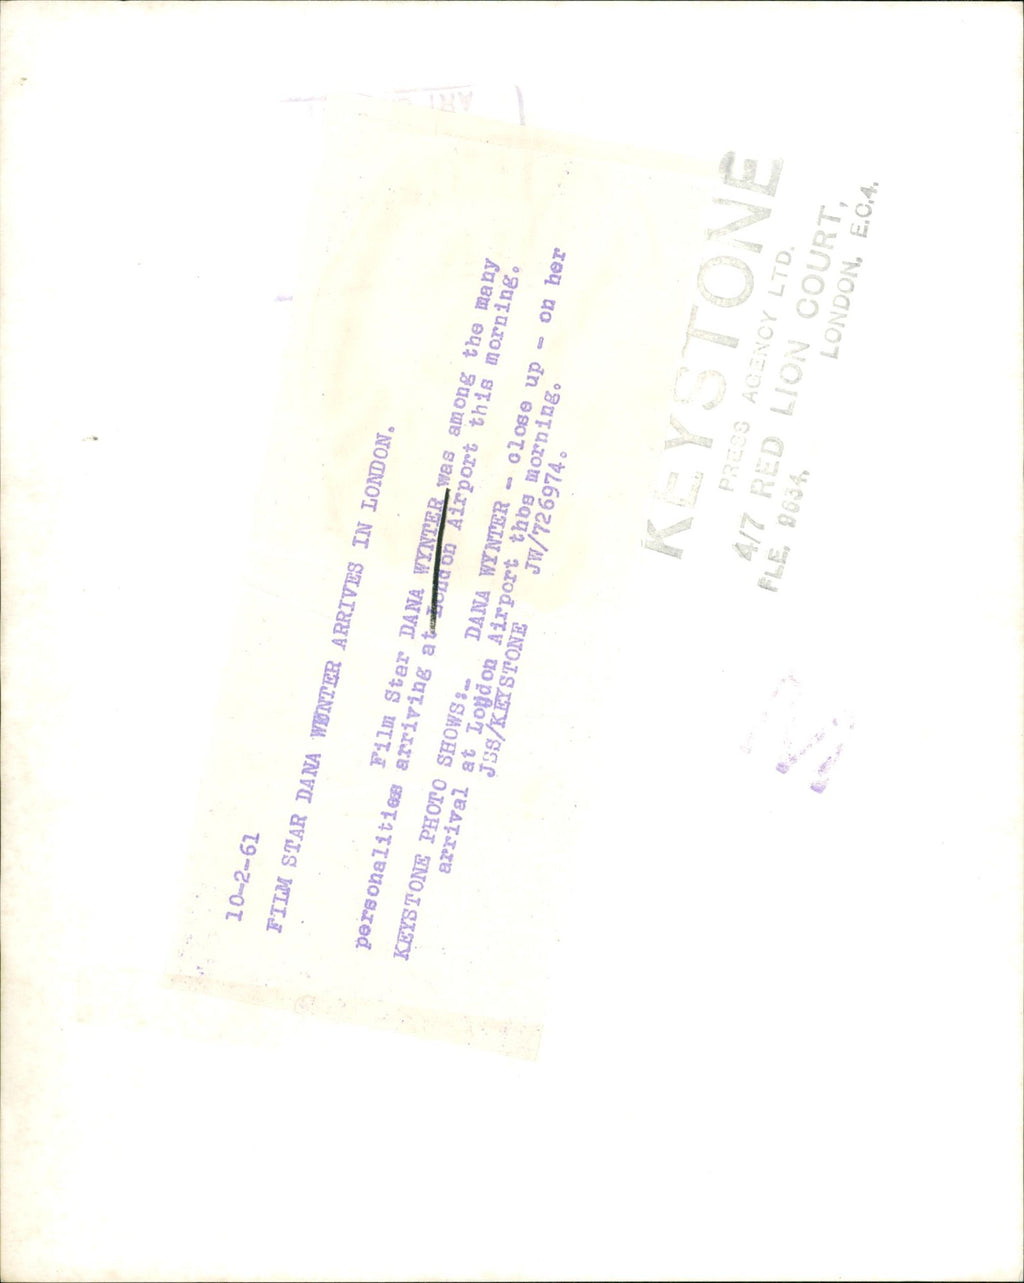 10-2-61
FILM STAR DANA WENTER ARRIVES IN LONDON.
Film Star DANA WYNTER was among the many
personalities arriving at London Airport this morning.
KEYSTONE PHOTO SHOWS:- DANA WYNTER - close up - on her
arrival at London Airport thbs morning.
JSS/KEYSTONE JW/726974.
KEYSTONE
PRESS AGENCY LTD.
4/7 RED LION COURT,
FLE. 9634, LONDON, E.C.4.